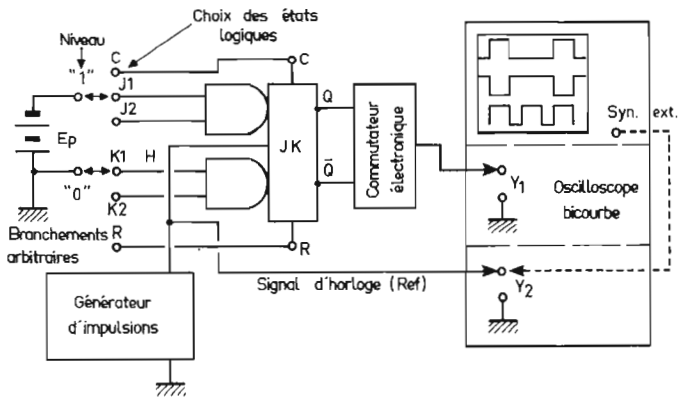 Choix des états
logiques
Niveau
C
C
"1"
J1
J2
Ep
K1
H
"0"
K2
Branchements
arbitraires
R
R
JK
Q
Q̅
Commutateur
électronique
Syn. ext.
Y1
Oscilloscope
bicourbe
Y2
Signal d'horloge (Ref)
Générateur
d'impulsions